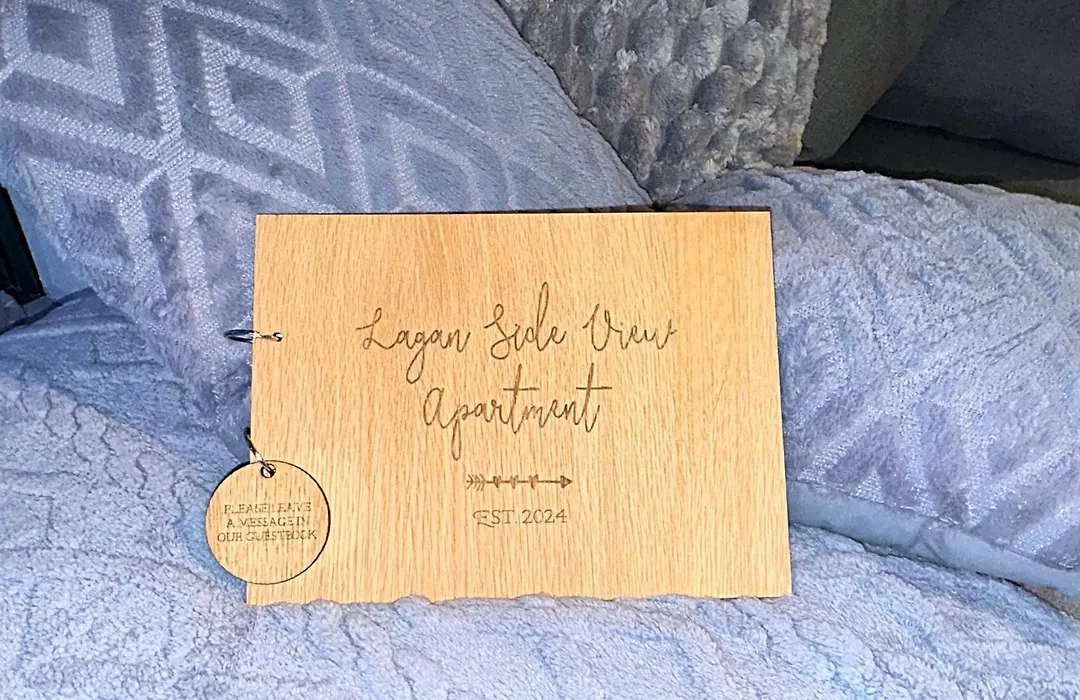 Lagan Side View
Apartment
EST. 2024
PLEASE LEAVE
A MESSAGE IN
OUR GUESTBOOK